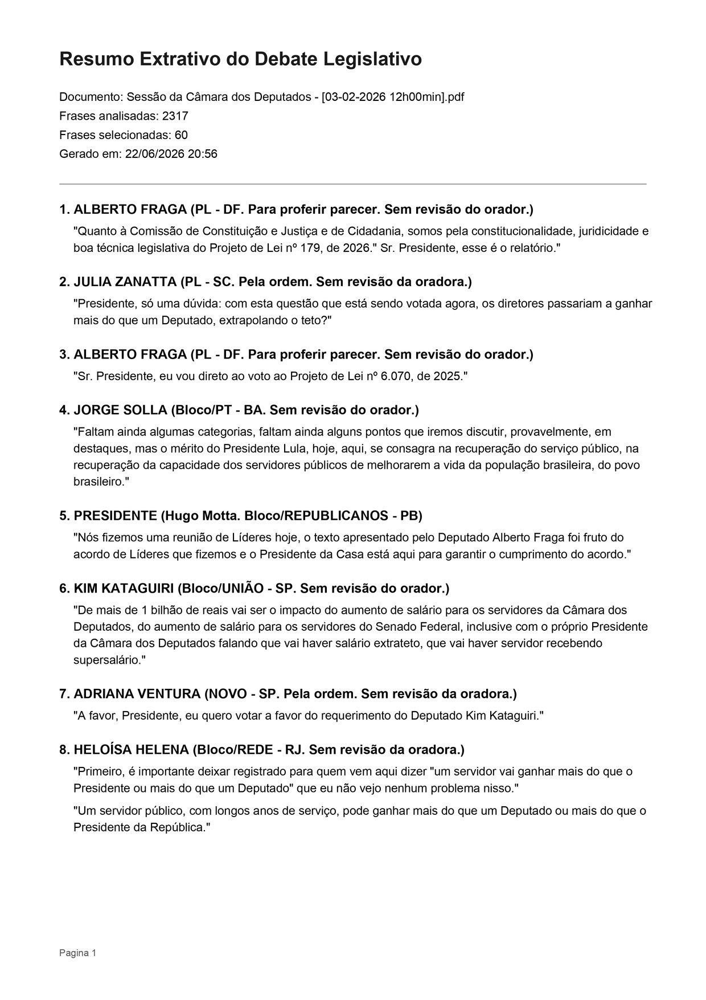 Resumo Extrativo do Debate Legislativo
Documento: Sessão da Câmara dos Deputados - [03-02-2026 12h00min].pdf
Frases analisadas: 2317
Frases selecionadas: 60
Gerado em: 22/06/2026 20:56
1. ALBERTO FRAGA (PL - DF. Para proferir parecer. Sem revisão do orador.)
"Quanto à Comissão de Constituição e Justiça e de Cidadania, somos pela constitucionalidade, juridicidade e
boa técnica legislativa do Projeto de Lei nº 179, de 2026." Sr. Presidente, esse é o relatório."
2. JULIA ZANATTA (PL - SC. Pela ordem. Sem revisão da oradora.)
"Presidente, só uma dúvida: com esta questão que está sendo votada agora, os diretores passariam a ganhar
mais do que um Deputado, extrapolando o teto?"
3. ALBERTO FRAGA (PL - DF. Para proferir parecer. Sem revisão do orador.)
"Sr. Presidente, eu vou direto ao voto ao Projeto de Lei nº 6.070, de 2025."
4. JORGE SOLLA (Bloco/PT - BA. Sem revisão do orador.)
"Faltam ainda algumas categorias, faltam ainda alguns pontos que iremos discutir, provavelmente, em
destaques, mas o mérito do Presidente Lula, hoje, aqui, se consagra na recuperação do serviço público, na
recuperação da capacidade dos servidores públicos de melhorarem a vida da população brasileira, do povo
brasileiro."
5. PRESIDENTE (Hugo Motta. Bloco/REPUBLICANOS - PB)
"Nós fizemos uma reunião de Líderes hoje, o texto apresentado pelo Deputado Alberto Fraga foi fruto do
acordo de Líderes que fizemos e o Presidente da Casa está aqui para garantir o cumprimento do acordo."
6. KIM KATAGUIRI (Bloco/UNIÃO - SP. Sem revisão do orador.)
"De mais de 1 bilhão de reais vai ser o impacto do aumento de salário para os servidores da Câmara dos
Deputados, do aumento de salário para os servidores do Senado Federal, inclusive com o próprio Presidente
da Câmara dos Deputados falando que vai haver salário extrateto, que vai haver servidor recebendo
supersalário."
7. ADRIANA VENTURA (NOVO - SP. Pela ordem. Sem revisão da oradora.)
"A favor, Presidente, eu quero votar a favor do requerimento do Deputado Kim Kataguiri."
8. HELOÍSA HELENA (Bloco/REDE - RJ. Sem revisão da oradora.)
"Primeiro, é importante deixar registrado para quem vem aqui dizer "um servidor vai ganhar mais do que o
Presidente ou mais do que um Deputado" que eu não vejo nenhum problema nisso."
"Um servidor público, com longos anos de serviço, pode ganhar mais do que um Deputado ou mais do que o
Presidente da República."
Pagina 1